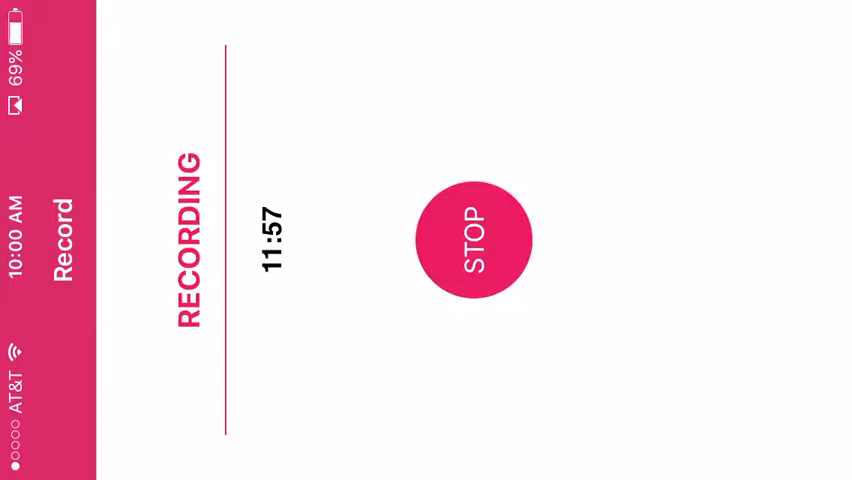 AT&T 10:00 AM 69%
Record
RECORDING
11:57
STOP